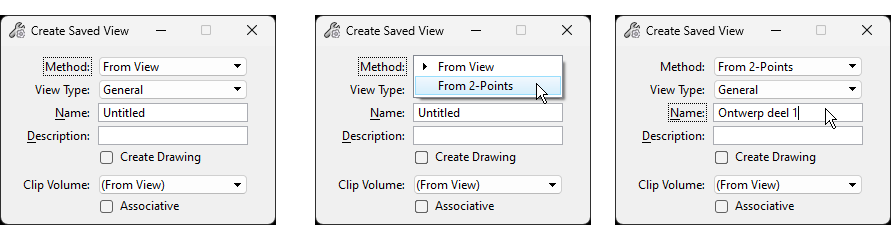 Create Saved View
Method: From View
View Type: General
Name: Untitled
Description:
Create Drawing
Clip Volume: (From View)
Associative
Create Saved View
Method:
From View
From 2-Points
View Type:
Name: Untitled
Description:
Create Drawing
Clip Volume: (From View)
Associative
Create Saved View
Method: From 2-Points
View Type: General
Name: Ontwerp deel 1
Description:
Create Drawing
Clip Volume: (From View)
Associative